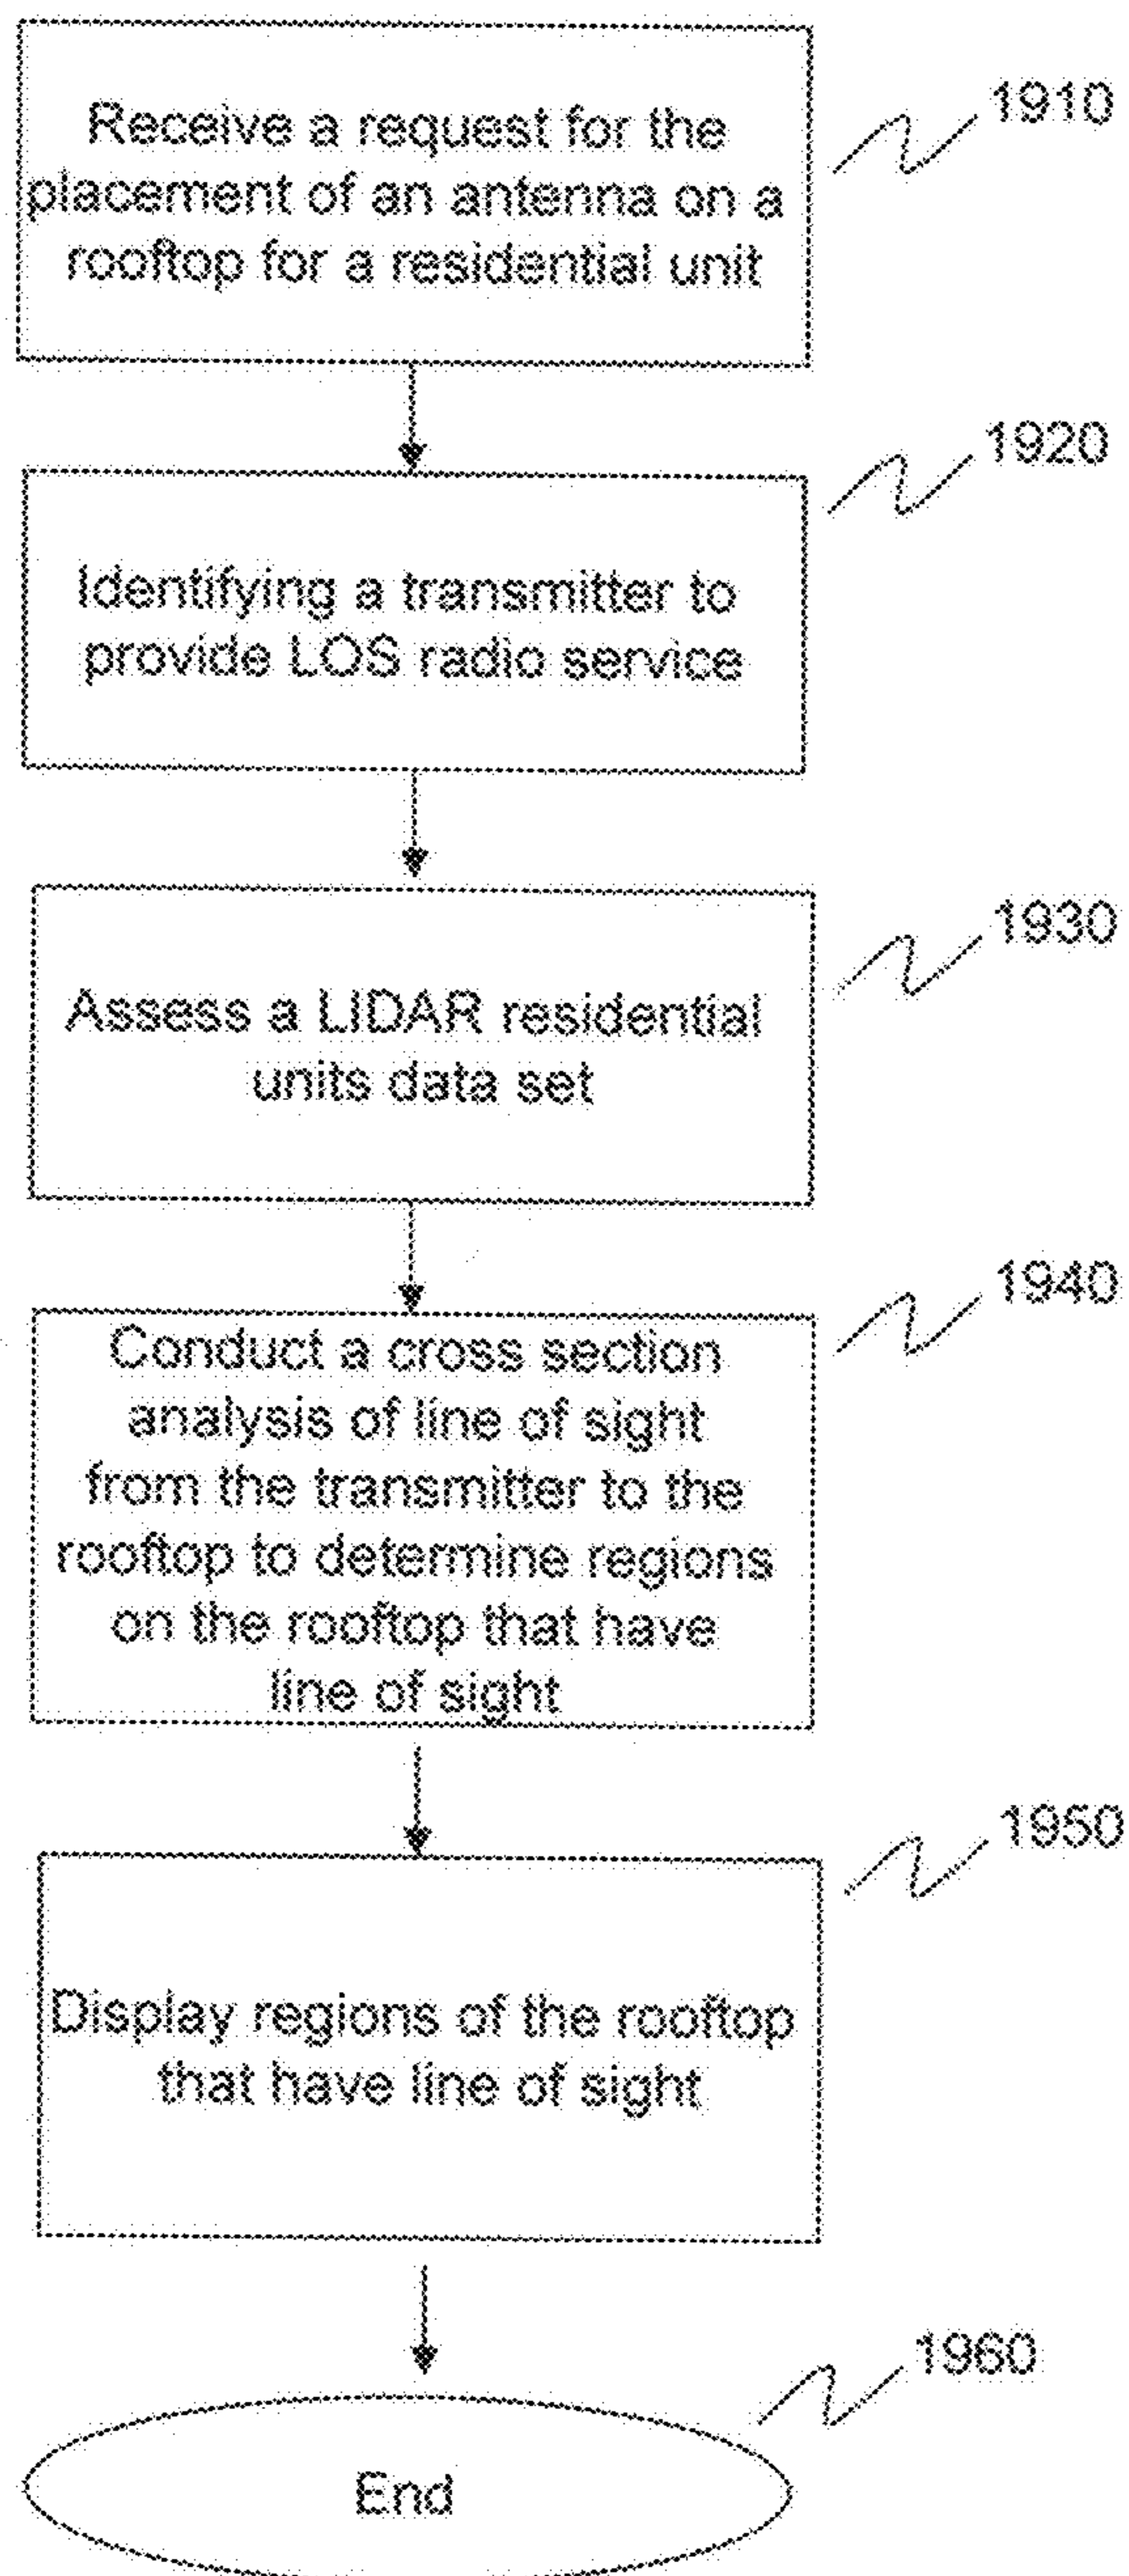 Receive a request for the
placement of an antenna on a
rooftop for a residential unit
1910
Identifying a transmitter to
provide LOS radio service
1920
Assess a LIDAR residential
units data set
1930
Conduct a cross section
analysis of line of sight
from the transmitter to the
rooftop to determine regions
on the rooftop that have
line of sight
1940
Display regions of the rooftop
that have line of sight
1950
End
1960